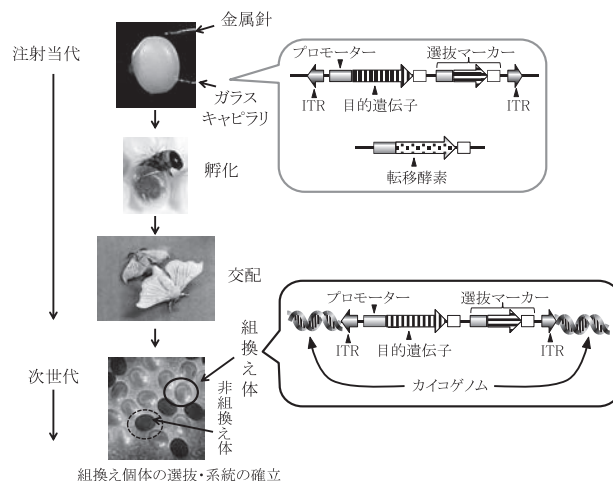 注射当代
金属針
ガラス
キャピラリ
プロモーター
選抜マーカー
ITR
目的遺伝子
ITR
転移酵素
孵化
交配
プロモーター
選抜マーカー
ITR
目的遺伝子
ITR
カイコゲノム
次世代
組換え体
非組換え体
組換え個体の選抜・系統の確立